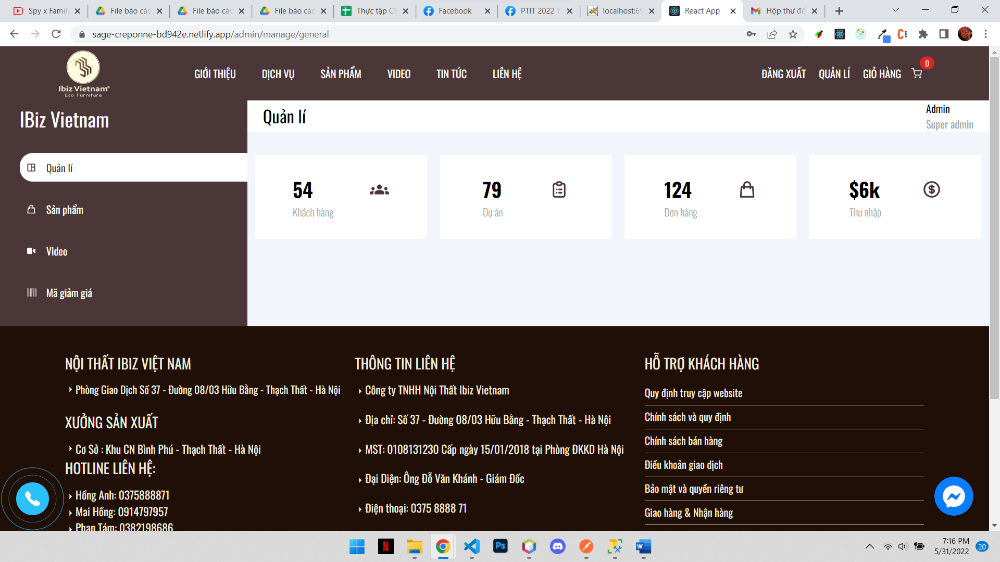 Spy x Family
File báo cáo
File báo cáo
File báo cáo
Thực tập CS
Facebook
PTIT 2022 T
localhost:69
React App
Hộp thư đế
sage-creponne-bd942e.netlify.app/admin/manage/general
Ibiz Vietnam
Eco Furniture
GIỚI THIỆU
DỊCH VỤ
SẢN PHẨM
VIDEO
TIN TỨC
LIÊN HỆ
ĐĂNG XUẤT
QUẢN LÍ
GIỎ HÀNG
0
IBiz Vietnam
Quản lí
Sản phẩm
Video
Mã giảm giá
Quản lí
Admin
Super admin
54
Khách hàng
79
Dự án
124
Đơn hàng
$6k
Thu nhập
NỘI THẤT IBIZ VIỆT NAM
Phòng Giao Dịch Số 37 - Đường 08/03 Hữu Bằng - Thạch Thất - Hà Nội
XƯỞNG SẢN XUẤT
Cơ Sở : Khu CN Bình Phú - Thạch Thất - Hà Nội
HOTLINE LIÊN HỆ:
Hồng Anh: 0375888871
Mai Hồng: 0914797957
Phan Tám: 0382198686
THÔNG TIN LIÊN HỆ
Công ty TNHH Nội Thất Ibiz Vietnam
Địa chỉ: Số 37 - Đường 08/03 Hữu Bằng - Thạch Thất - Hà Nội
MST: 0108131230 Cấp ngày 15/01/2018 tại Phòng ĐKKD Hà Nội
Đại Diện: Ông Đỗ Văn Khánh - Giám Đốc
Điện thoại: 0375 8888 71
HỖ TRỢ KHÁCH HÀNG
Quy định truy cập website
Chính sách và quy định
Chính sách bán hàng
Điều khoản giao dịch
Bảo mật và quyền riêng tư
Giao hàng & Nhận hàng
7:16 PM
5/31/2022
20